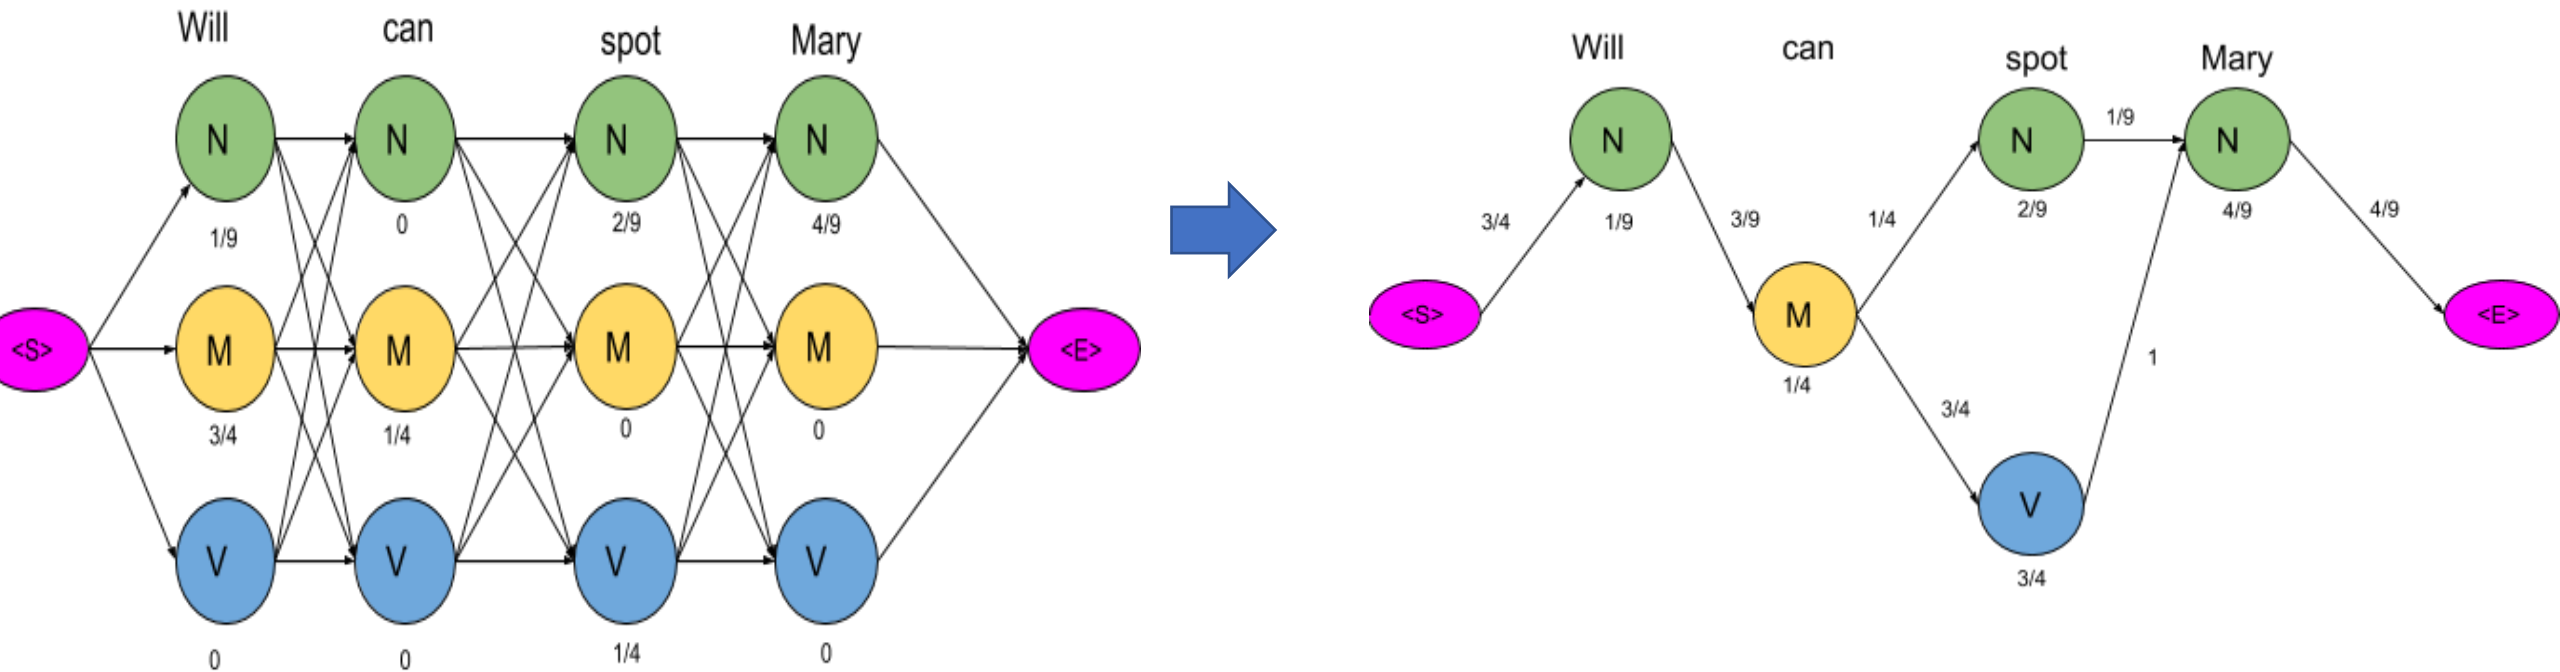 Will can spot Mary
N N N N
1/9 0 2/9 4/9
<S> M M M M <E>
3/4 1/4 0 0
V V V V
0 0 1/4 0
Will can spot Mary
N N 1/9 N
3/4 1/9 3/9 1/4 2/9 4/9 4/9
<S> M <E>
1/4 1
3/4
V
3/4